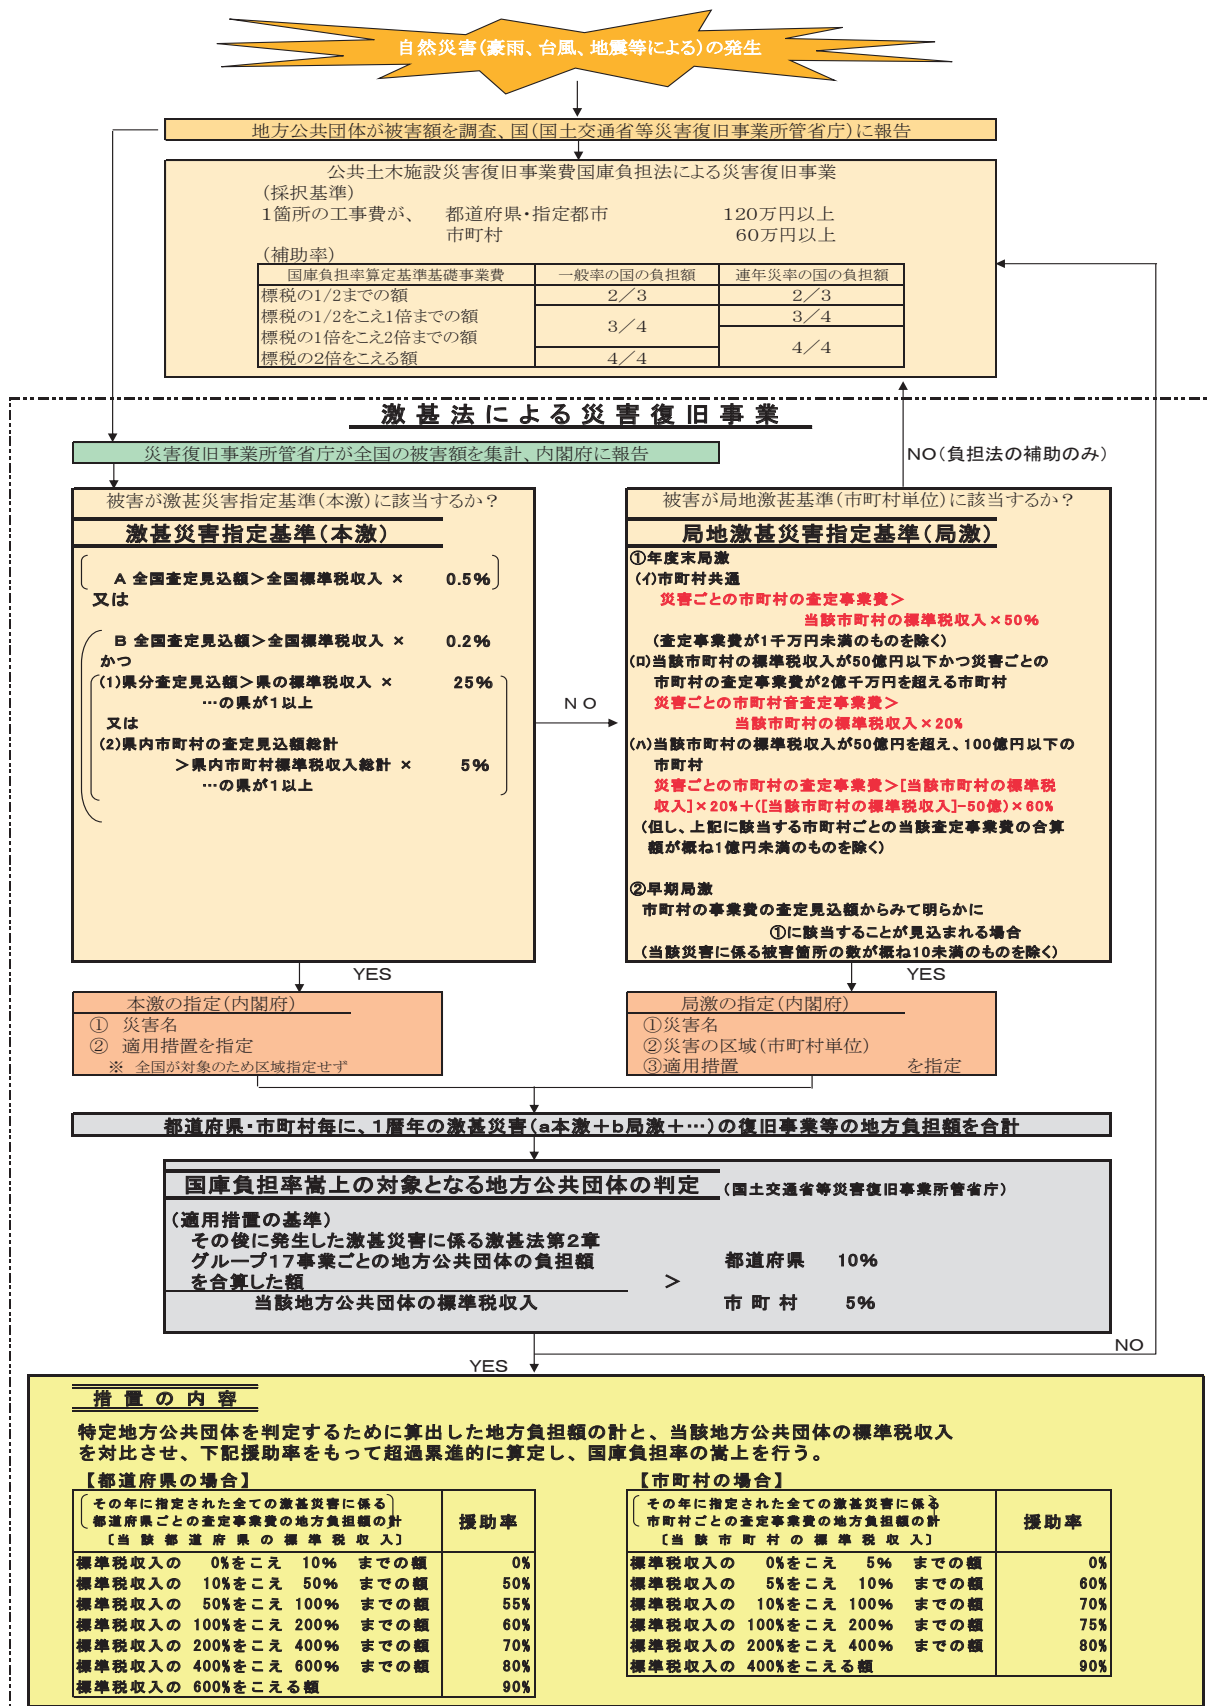 自然災害(豪雨、台風、地震等による)の発生
地方公共団体が被害額を調査、国(国土交通省等災害復旧事業所管省庁)に報告
公共土木施設災害復旧事業費国庫負担法による災害復旧事業
(採択基準)
1箇所の工事費が、 都道府県・指定都市 120万円以上
市町村 60万円以上
(補助率)
国庫負担率算定基準基礎事業費 一般率の国の負担額 連年災率の国の負担額
標税の1/2までの額 2/3 2/3
標税の1/2をこえ1倍までの額 3/4 3/4
標税の1倍をこえ2倍までの額 4/4
標税の2倍をこえる額 4/4
激甚法による災害復旧事業
災害復旧事業所管省庁が全国の被害額を集計、内閣府に報告
NO(負担法の補助のみ)
被害が激甚災害指定基準(本激)に該当するか?
激甚災害指定基準(本激)
A 全国査定見込額>全国標準税収入 × 0.5%
又は
B 全国査定見込額>全国標準税収入 × 0.2%
かつ
(1)県分査定見込額>県の標準税収入 × 25%
…の県が1以上
又は
(2)県内市町村の査定見込額総計
>県内市町村標準税収入総計 × 5%
…の県が1以上
NO
被害が局地激甚基準(市町村単位)に該当するか?
局地激甚災害指定基準(局激)
①年度末局激
(イ)市町村共通
災害ごとの市町村の査定事業費>
当該市町村の標準税収入×50%
(査定事業費が1千万円未満のものを除く)
(ロ)当該市町村の標準税収入が50億円以下かつ災害ごとの
市町村の査定事業費が2億千万円を超える市町村
災害ごとの市町村音査定事業費>
当該市町村の標準税収入×20%
(ハ)当該市町村の標準税収入が50億円を超え、100億円以下の
市町村
災害ごとの市町村の査定事業費>[当該市町村の標準税
収入]×20%+([当該市町村の標準税収入]-50億)×60%
(但し、上記に該当する市町村ごとの当該査定事業費の合算
額が概ね1億円未満のものを除く)
②早期局激
市町村の事業費の査定見込額からみて明らかに
①に該当することが見込まれる場合
(当該災害に係る被害箇所の数が概ね10未満のものを除く)
YES
YES
本激の指定(内閣府)
① 災害名
② 適用措置を指定
※ 全国が対象のため区域指定せず
局激の指定(内閣府)
①災害名
②災害の区域(市町村単位)
③適用措置 を指定
都道府県・市町村毎に、1暦年の激甚災害(a本激+b局激+…)の復旧事業等の地方負担額を合計
国庫負担率嵩上の対象となる地方公共団体の判定 (国土交通省等災害復旧事業所管省庁)
(適用措置の基準)
その後に発生した激甚災害に係る激甚法第2章
グループ17事業ごとの地方公共団体の負担額
を合算した額
当該地方公共団体の標準税収入
>
都道府県 10%
市町村 5%
NO
YES
措置の内容
特定地方公共団体を判定するために算出した地方負担額の計と、当該地方公共団体の標準税収入
を対比させ、下記援助率をもって超過累進的に算定し、国庫負担率の嵩上を行う。
【都道府県の場合】
その年に指定された全ての激甚災害に係る
都道府県ごとの査定事業費の地方負担額の計
[当該都道府県の標準税収入]
援助率
標準税収入の 0%をこえ 10% までの額 0%
標準税収入の 10%をこえ 50% までの額 50%
標準税収入の 50%をこえ 100% までの額 55%
標準税収入の 100%をこえ 200% までの額 60%
標準税収入の 200%をこえ 400% までの額 70%
標準税収入の 400%をこえ 600% までの額 80%
標準税収入の 600%をこえる額 90%
【市町村の場合】
その年に指定された全ての激甚災害に係る
市町村ごとの査定事業費の地方負担額の計
[当該市町村の標準税収入]
援助率
標準税収入の 0%をこえ 5% までの額 0%
標準税収入の 5%をこえ 10% までの額 60%
標準税収入の 10%をこえ 100% までの額 70%
標準税収入の 100%をこえ 200% までの額 75%
標準税収入の 200%をこえ 400% までの額 80%
標準税収入の 400%をこえる額 90%